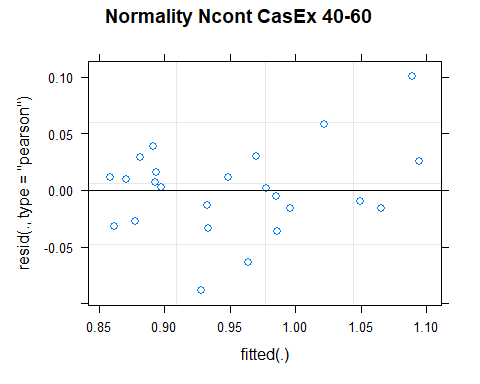 Normality Ncont CasEx 40-60
resid(., type = "pearson")
0.10
0.05
0.00
-0.05
0.85 0.90 0.95 1.00 1.05 1.10
fitted(.)